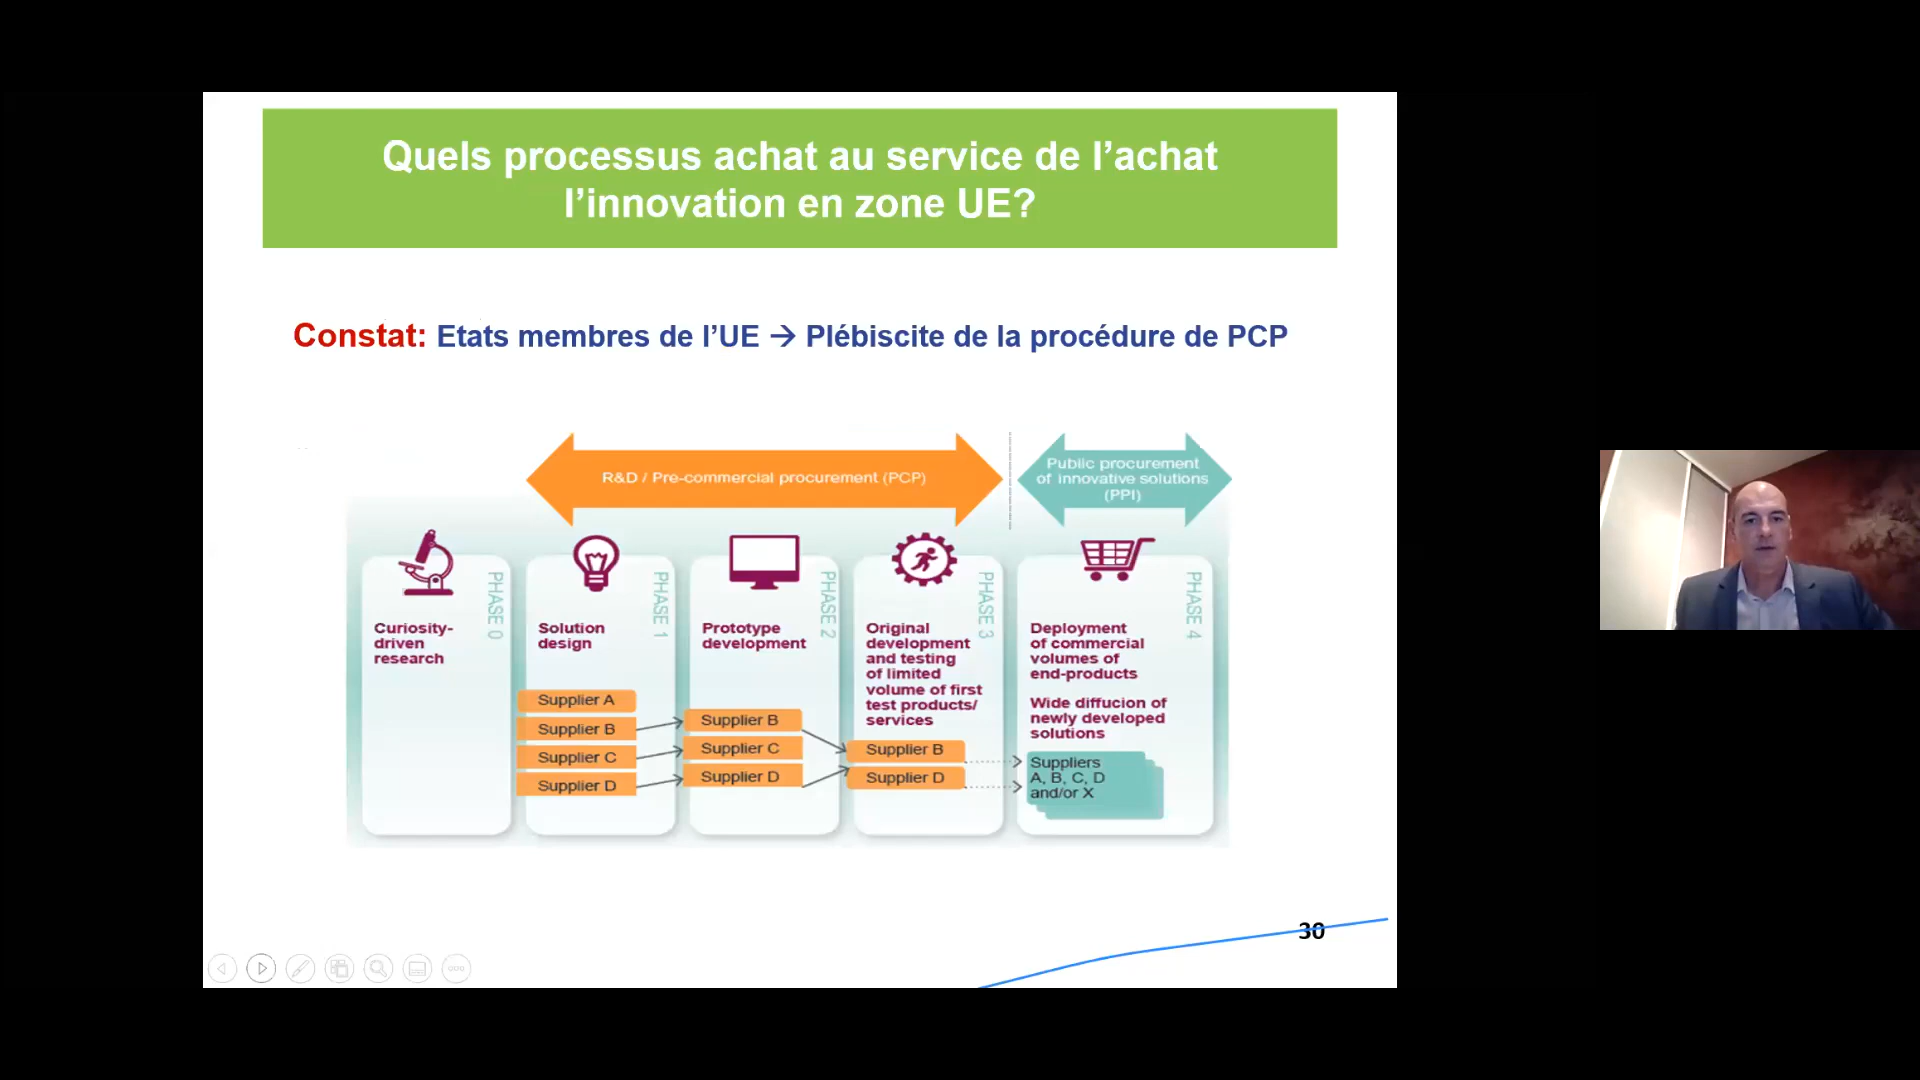 Quels processus achat au service de l’achat
l’innovation en zone UE?
Constat: Etats membres de l’UE → Plébiscite de la procédure de PCP
R&D / Pre-commercial procurement (PCP)
Public procurement
of innovative solutions
(PPI)
PHASE 0
Curiosity-
driven
research
PHASE 1
Solution
design
Supplier A
Supplier B
Supplier C
Supplier D
PHASE 2
Prototype
development
Supplier B
Supplier C
Supplier D
PHASE 3
Original
development
and testing
of limited
volume of first
test products/
services
Supplier B
Supplier D
PHASE 4
Deployment
of commercial
volumes of
end-products
Wide diffucion of
newly developed
solutions
Suppliers
A, B, C, D
and/or X
30